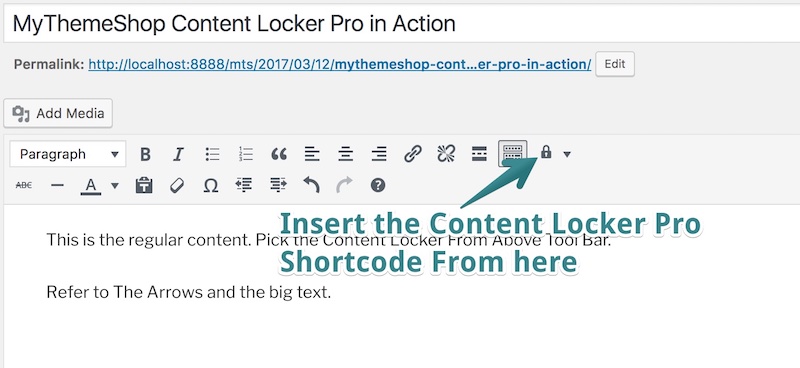 MyThemeShop Content Locker Pro in Action
Permalink: http://localhost:8888/mts/2017/03/12/mythemeshop-cont...er-pro-in-action/ Edit
Add Media
Paragraph B I
ABC A
Insert the Content Locker Pro
This is the regular content. Pick the Content Locker From Above Tool Bar.
Shortcode From here
Refer to The Arrows and the big text.